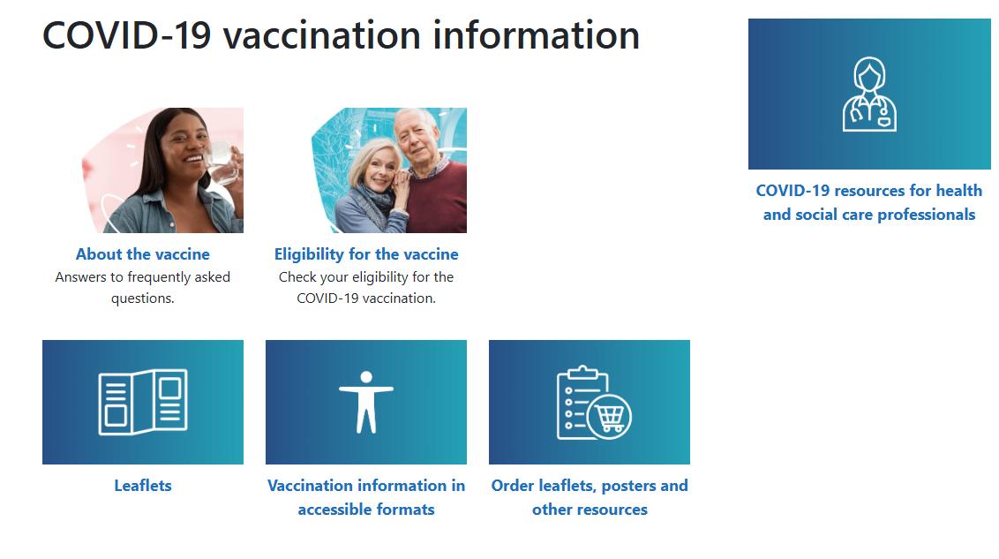 COVID-19 vaccination information
About the vaccine
Answers to frequently asked
questions.
Eligibility for the vaccine
Check your eligibility for the
COVID-19 vaccination.
Leaflets
Vaccination information in
accessible formats
Order leaflets, posters and
other resources
COVID-19 resources for health
and social care professionals